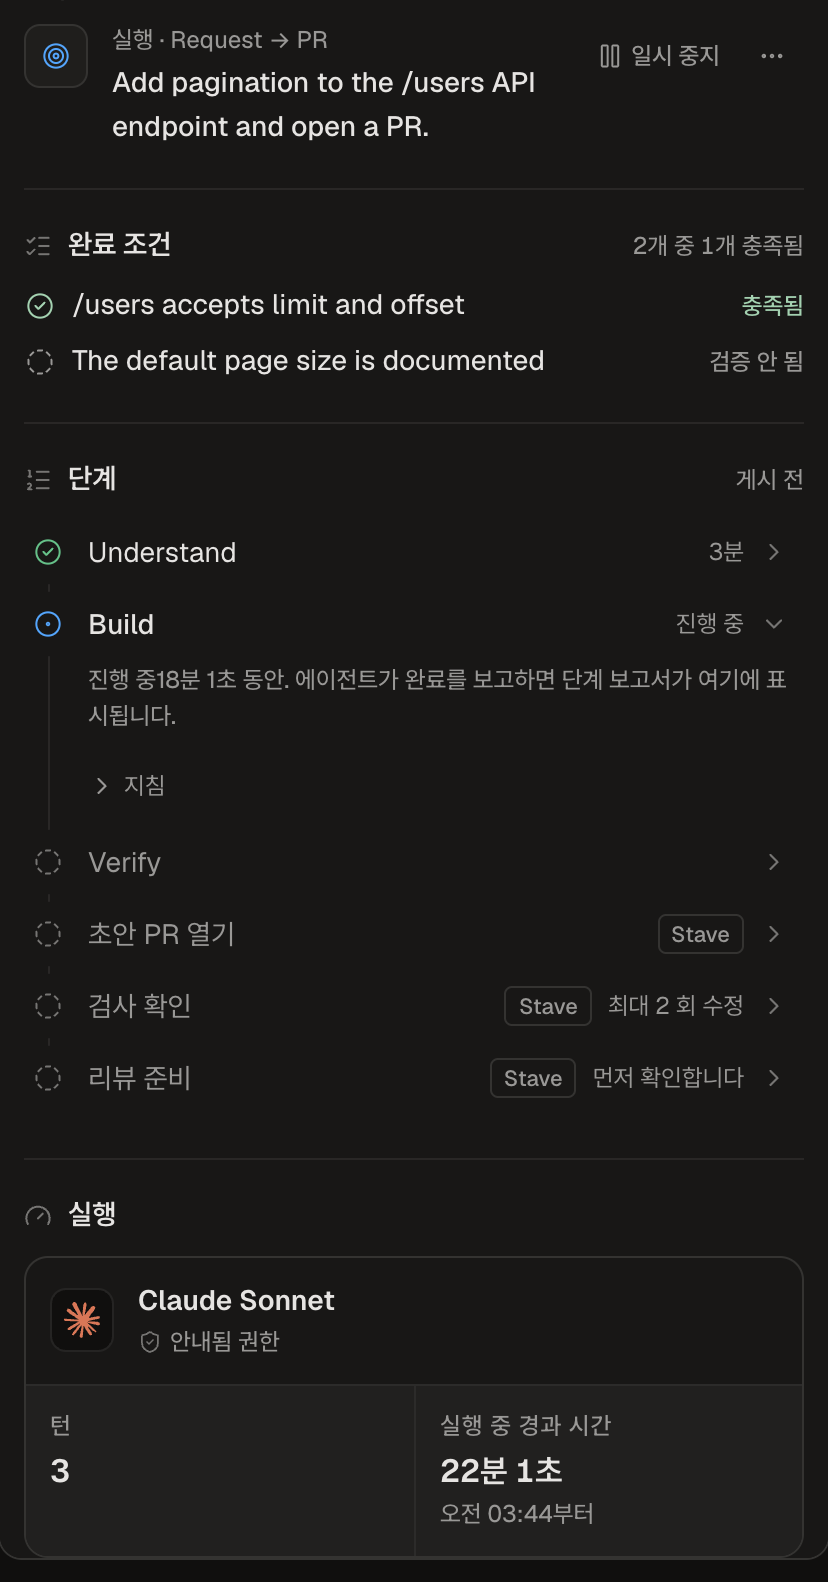 실행 · Request → PR
일시 중지
Add pagination to the /users API
endpoint and open a PR.
완료 조건
2개 중 1개 충족됨
/users accepts limit and offset
충족됨
The default page size is documented
검증 안 됨
단계
게시 전
Understand
3분
Build
진행 중
진행 중18분 1초 동안. 에이전트가 완료를 보고하면 단계 보고서가 여기에 표
시됩니다.
지침
Verify
초안 PR 열기
Stave
검사 확인
Stave
최대 2 회 수정
리뷰 준비
Stave
먼저 확인합니다
실행
Claude Sonnet
안내됨 권한
턴
3
실행 중 경과 시간
22분 1초
오전 03:44부터